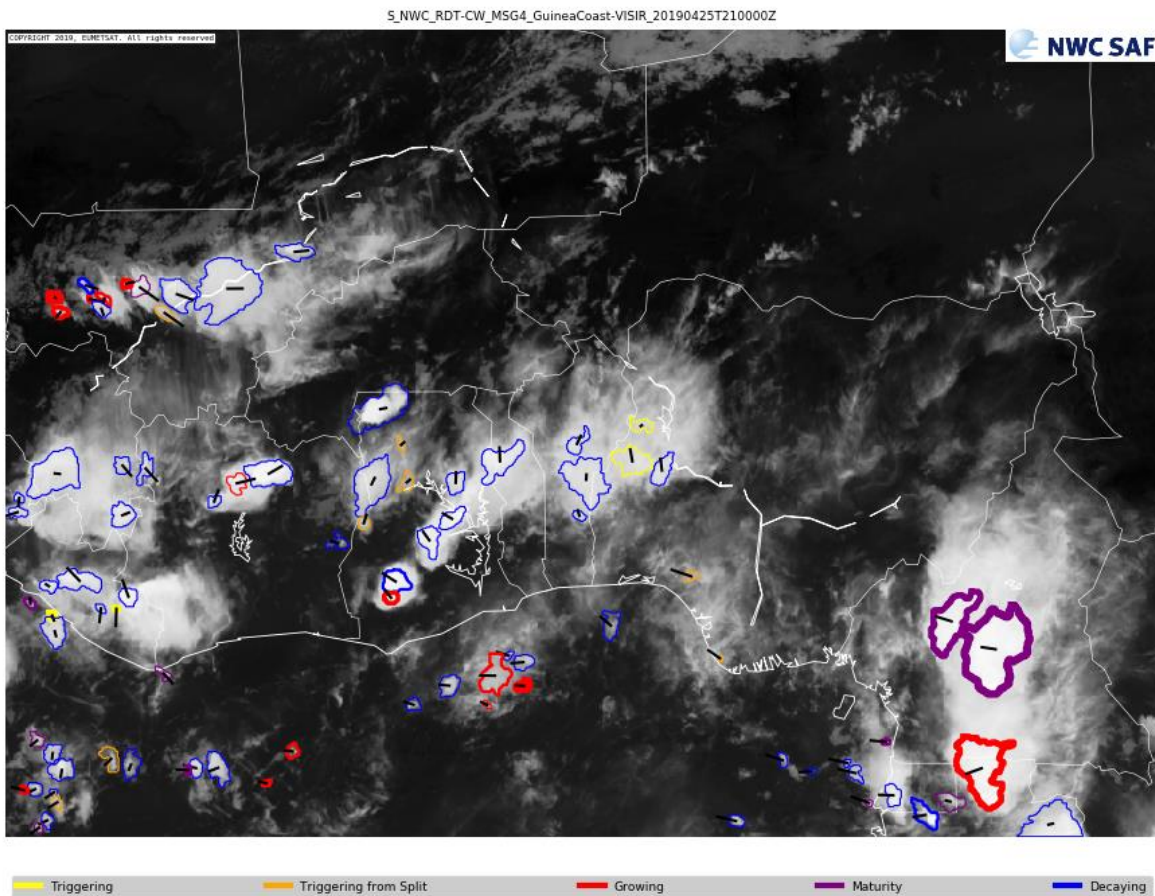 S_NWC_RDT-CW_MSG4_GuineaCoast-VISIR_20190425T210000Z
COPYRIGHT 2019, EUMETSAT. All rights reserved
NWC SAF
Triggering Triggering from Split Growing Maturity Decaying